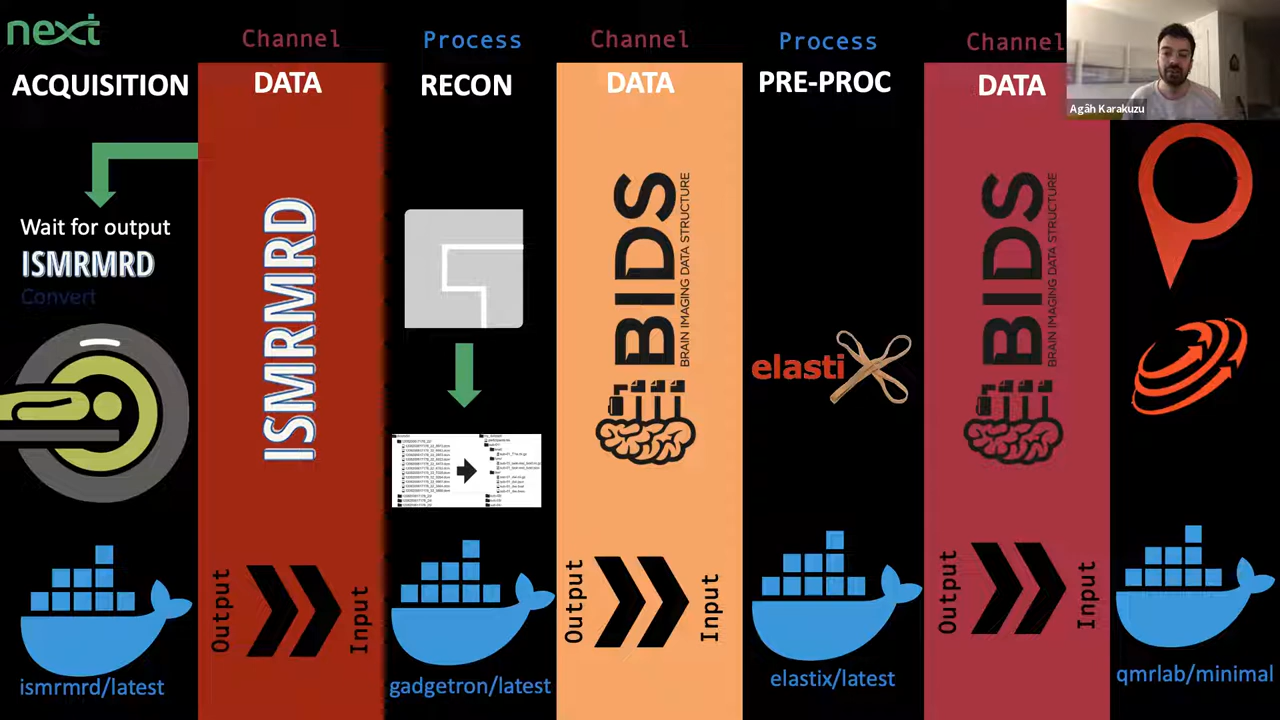 next
Channel
Process
Channel
Process
Channel
ACQUISITION
DATA
RECON
DATA
PRE-PROC
DATA
Agâh Karakuzu
Wait for output
ISMRMRD
Convert
ISMRMRD
BIDS
BRAIN IMAGING DATA STRUCTURE
elastix
BIDS
BRAIN IMAGING DATA STRUCTURE
Output
Input
Output
Input
Output
Input
ismrmrd/latest
gadgetron/latest
elastix/latest
qmrlab/minimal